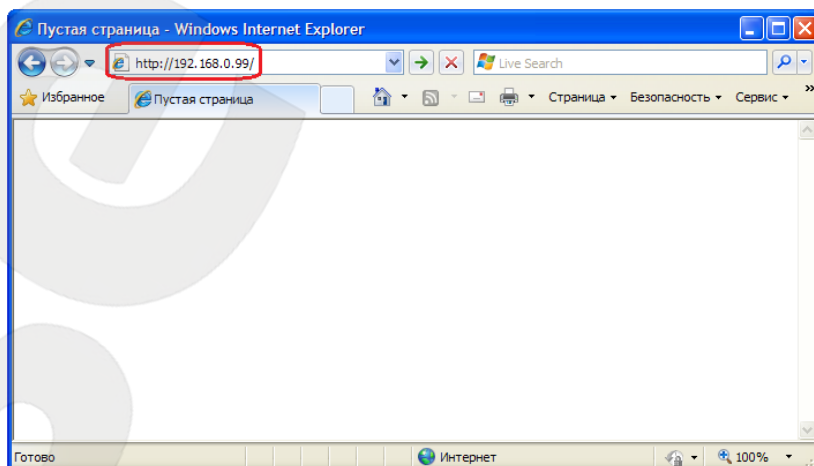 Пустая страница - Windows Internet Explorer
http://192.168.0.99/
Live Search
Избранное
Пустая страница
Страница
Безопасность
Сервис
»
Готово
Интернет
100%